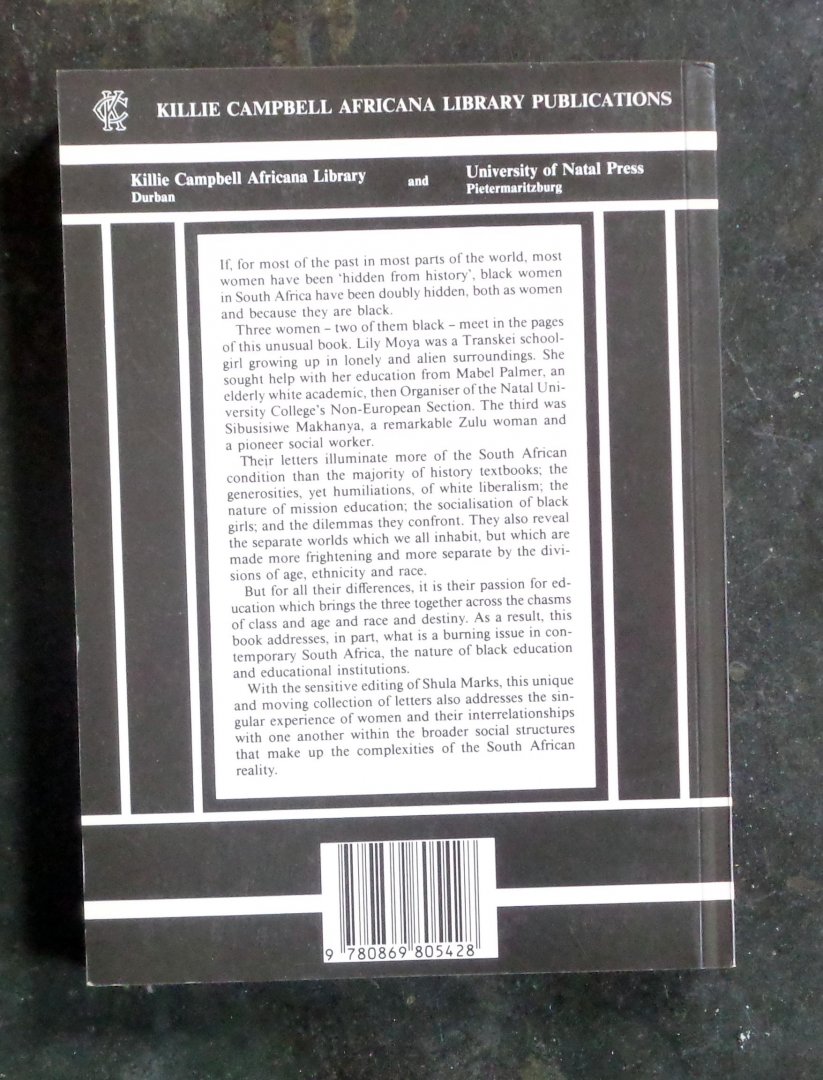 KCA
KILLIE CAMPBELL AFRICANA LIBRARY PUBLICATIONS
Killie Campbell Africana Library
Durban
and
University of Natal Press
Pietermaritzburg
If, for most of the past in most parts of the world, most
women have been ‘hidden from history’, black women
in South Africa have been doubly hidden, both as women
and because they are black.
Three women – two of them black – meet in the pages
of this unusual book. Lily Moya was a Transkei school-
girl growing up in lonely and alien surroundings. She
sought help with her education from Mabel Palmer, an
elderly white academic, then Organiser of the Natal Uni-
versity College's Non-European Section. The third was
Sibusisiwe Makhanya, a remarkable Zulu woman and
a pioneer social worker.
Their letters illuminate more of the South African
condition than the majority of history textbooks; the
generosities, yet humiliations, of white liberalism; the
nature of mission education; the socialisation of black
girls; and the dilemmas they confront. They also reveal
the separate worlds which we all inhabit, but which are
made more frightening and more separate by the divi-
sions of age, ethnicity and race.
But for all their differences, it is their passion for ed-
ucation which brings the three together across the chasms
of class and age and race and destiny. As a result, this
book addresses, in part, what is a burning issue in con-
temporary South Africa, the nature of black education
and educational institutions.
With the sensitive editing of Shula Marks, this unique
and moving collection of letters also addresses the sin-
gular experience of women and their interrelationships
with one another within the broader social structures
that make up the complexities of the South African
reality.
9 780869 805428